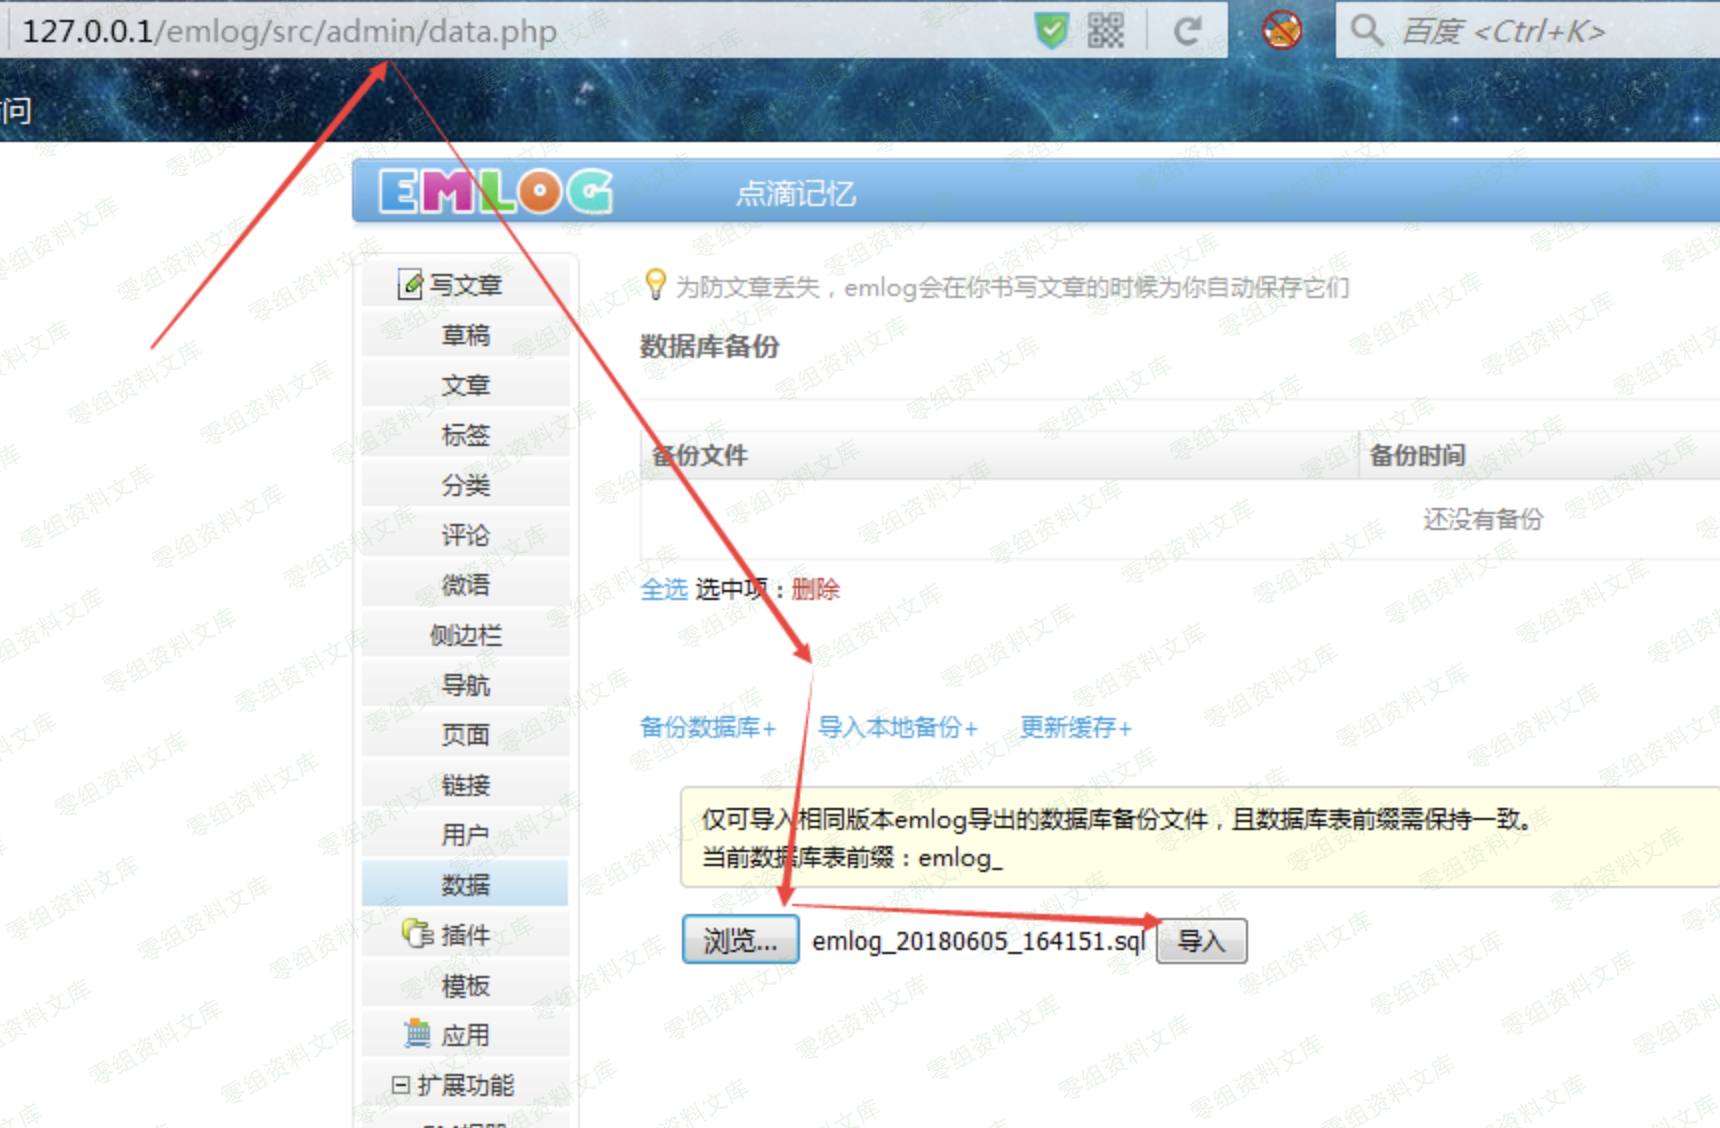 127.0.0.1/emlog/src/admin/data.php
百度 <Ctrl+K>
问
EMLOG
点滴记忆
写文章
草稿
文章
标签
分类
评论
微语
侧边栏
导航
页面
链接
用户
数据
插件
模板
应用
扩展功能
为防文章丢失，emlog会在你书写文章的时候为你自动保存它们
数据库备份
备份文件 备份时间
还没有备份
全选 选中项：删除
备份数据库+ 导入本地备份+ 更新缓存+
仅可导入相同版本emlog导出的数据库备份文件，且数据库表前缀需保持一致。
当前数据库表前缀：emlog_
浏览... emlog_20180605_164151.sql 导入
零组资料文库